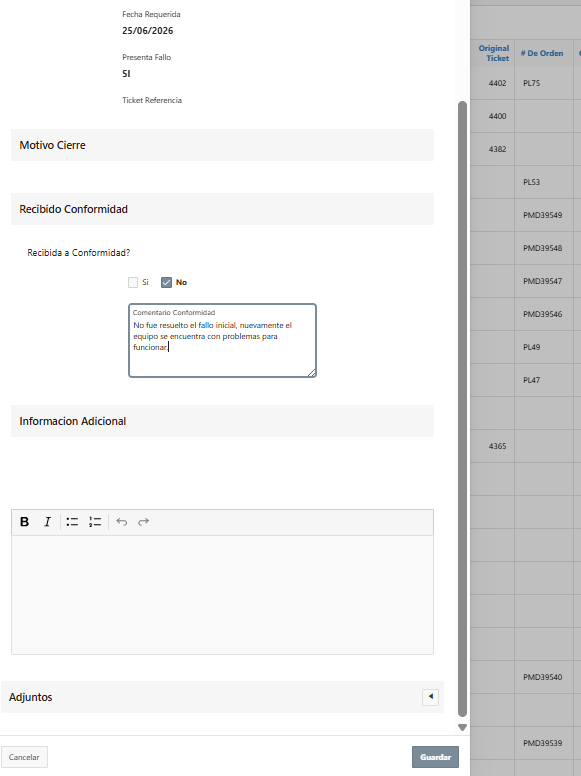 Fecha Requerida
25/06/2026
Presenta Fallo
SI
Ticket Referencia
Motivo Cierre
Recibido Conformidad
Recibida a Conformidad?
Si
No
Comentario Conformidad
No fue resuelto el fallo inicial, nuevamente el
equipo se encuentra con problemas para
funcionar.
Informacion Adicional
B I
Adjuntos
Cancelar
Guardar
Original
Ticket
# De Orden
4402 PL75
4400
4382
PL53
PMD39549
PMD39548
PMD39547
PMD39546
PL49
PL47
4365
PMD39540
PMD39539